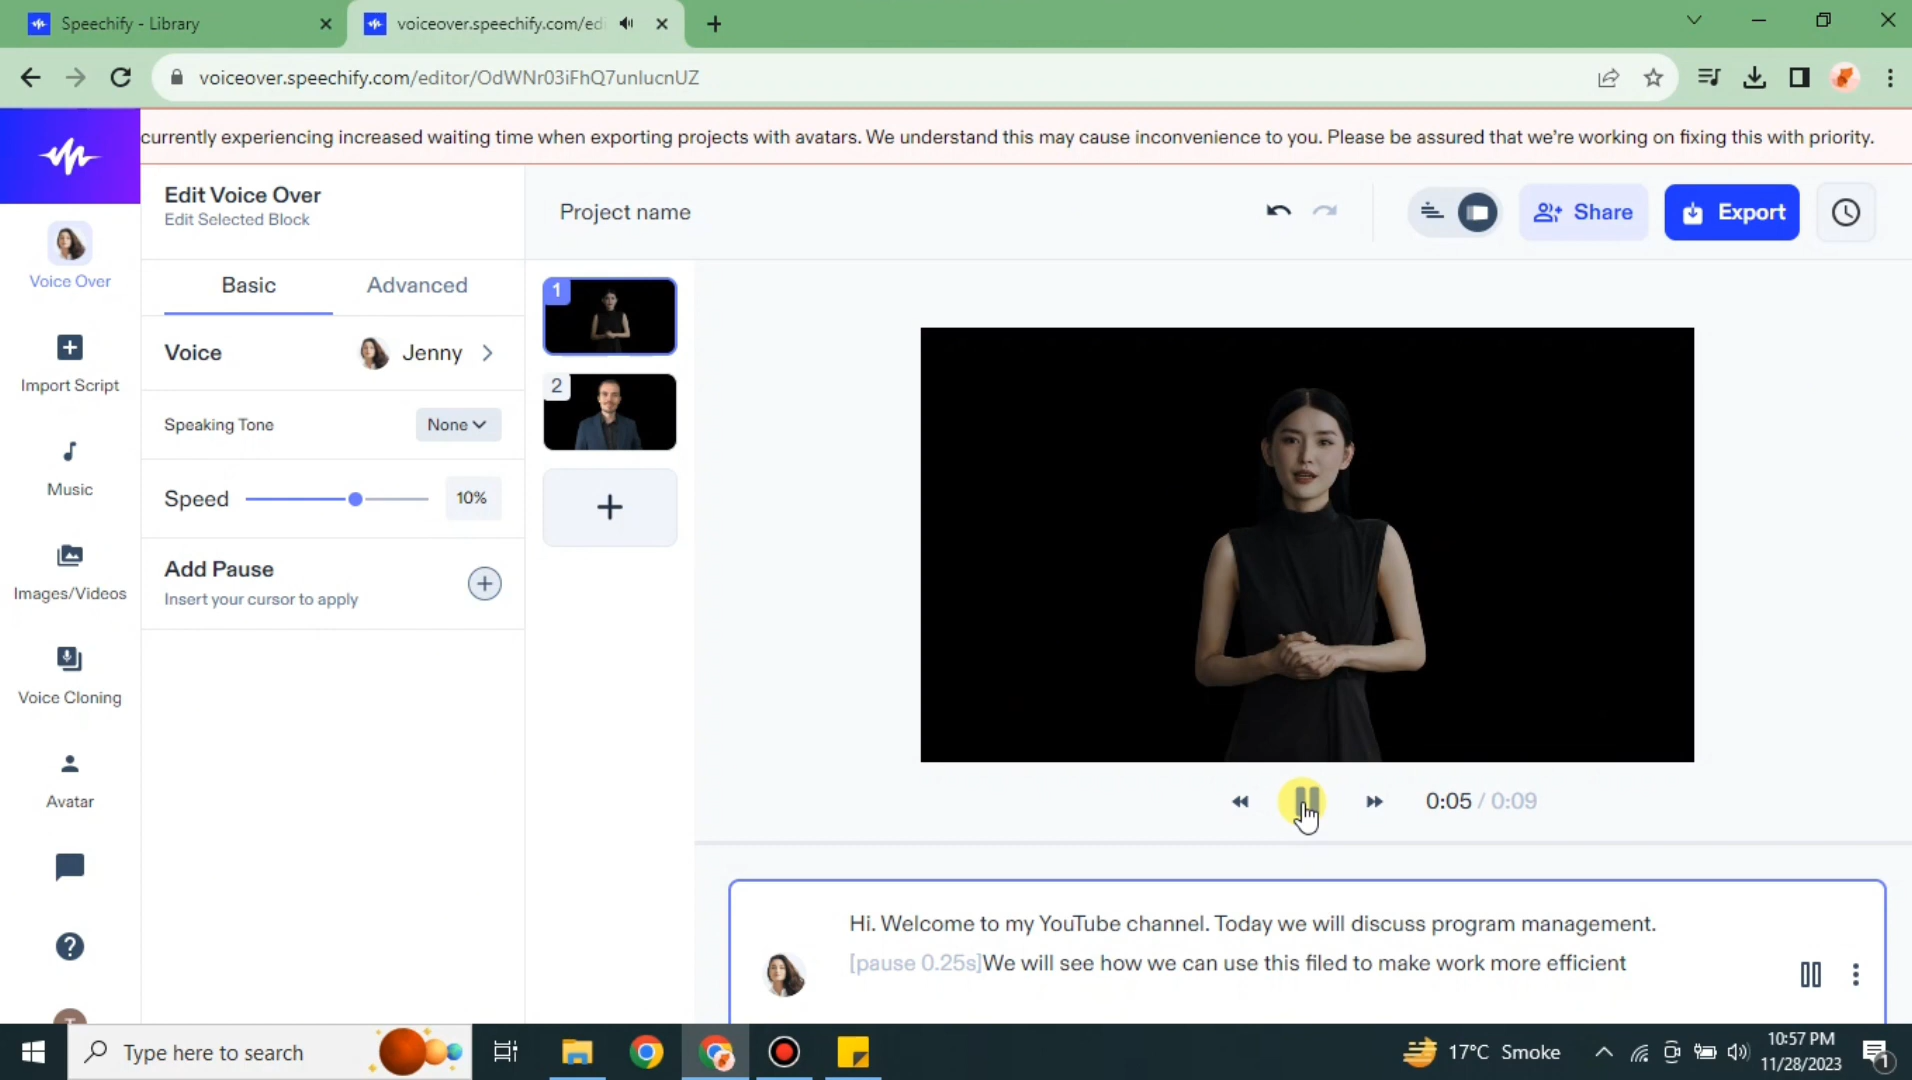 Speechify - Library
voiceover.speechify.com/edi
voiceover.speechify.com/editor/OdWNr03iFhQ7unlucnUZ
currently experiencing increased waiting time when exporting projects with avatars. We understand this may cause inconvenience to you. Please be assured that we're working on fixing this with priority.
Edit Voice Over
Edit Selected Block
Project name
Share
Export
Voice Over
Basic
Advanced
1
Voice
Jenny
Import Script
2
Speaking Tone
None
Music
Speed
10%
Add Pause
Insert your cursor to apply
Images/Videos
Voice Cloning
Avatar
0:05 / 0:09
Hi. Welcome to my YouTube channel. Today we will discuss program management.
[pause 0.25s]We will see how we can use this filed to make work more efficient
T
Type here to search
17°C Smoke
10:57 PM
11/28/2023
1